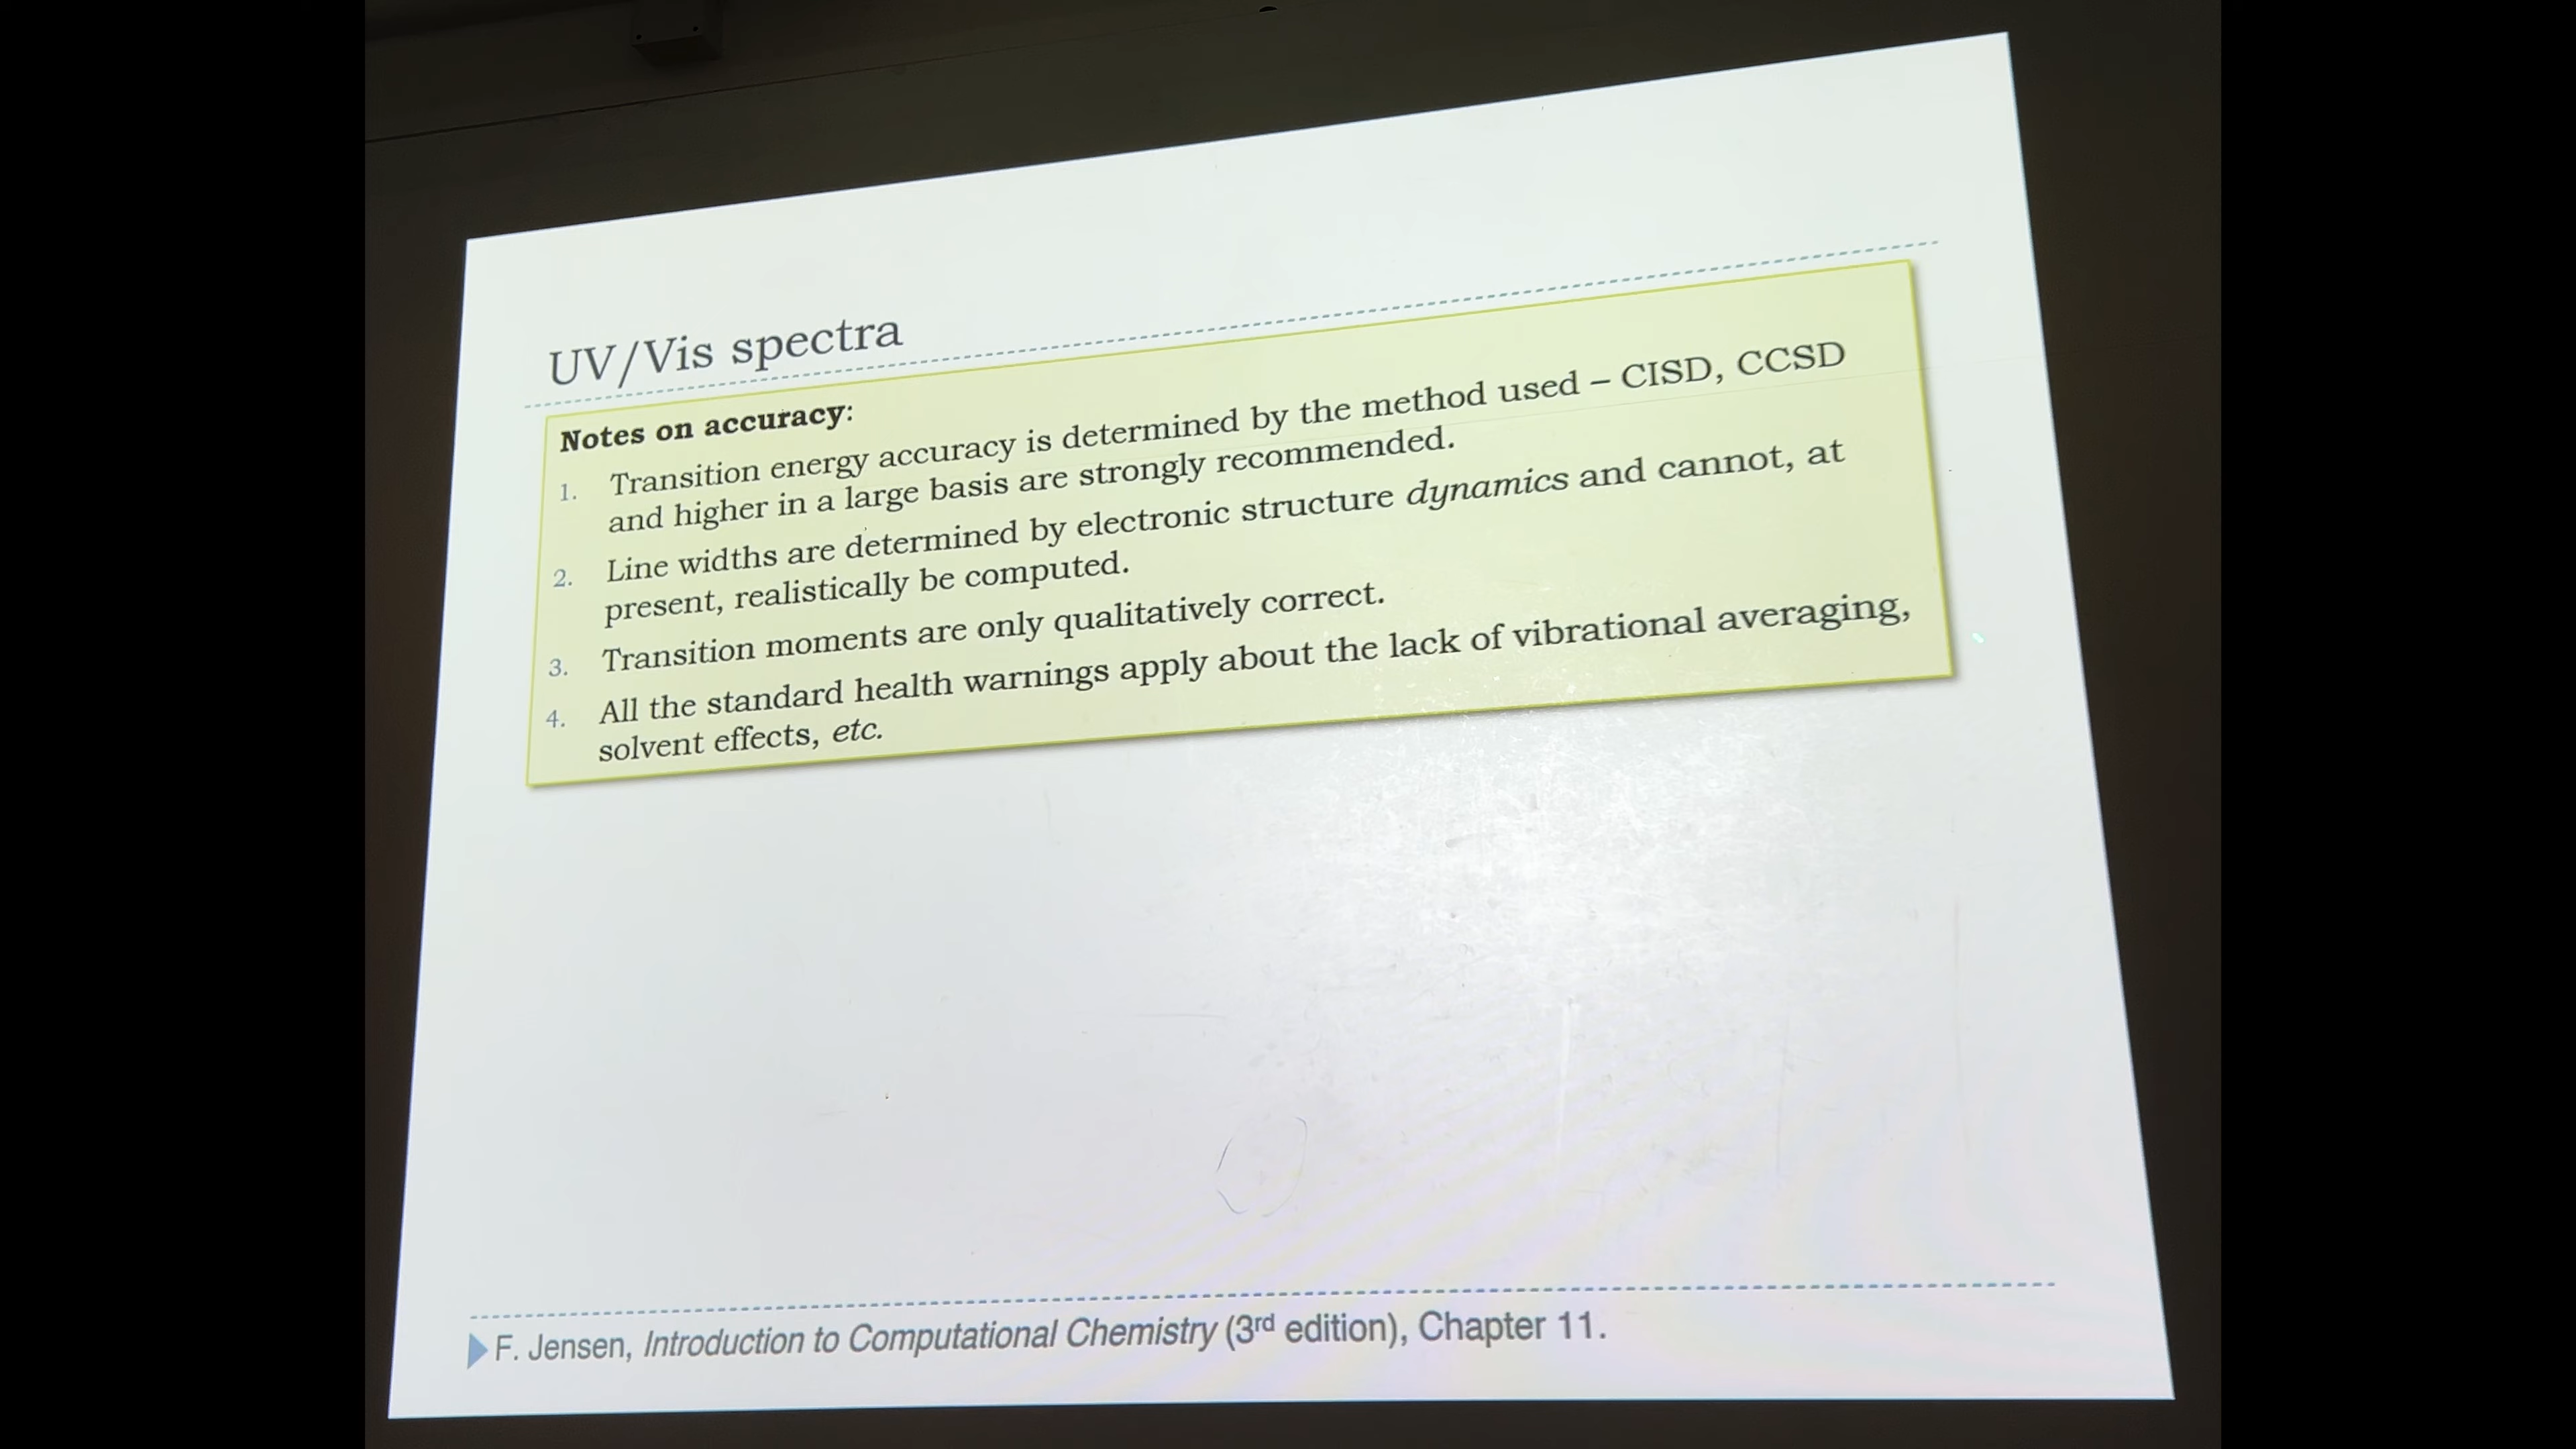 UV/Vis spectra
Notes on accuracy:
1. Transition energy accuracy is determined by the method used – CISD, CCSD
and higher in a large basis are strongly recommended.
2. Line widths are determined by electronic structure dynamics and cannot, at
present, realistically be computed.
3. Transition moments are only qualitatively correct.
4. All the standard health warnings apply about the lack of vibrational averaging,
solvent effects, etc.
F. Jensen, Introduction to Computational Chemistry (3rd edition), Chapter 11.